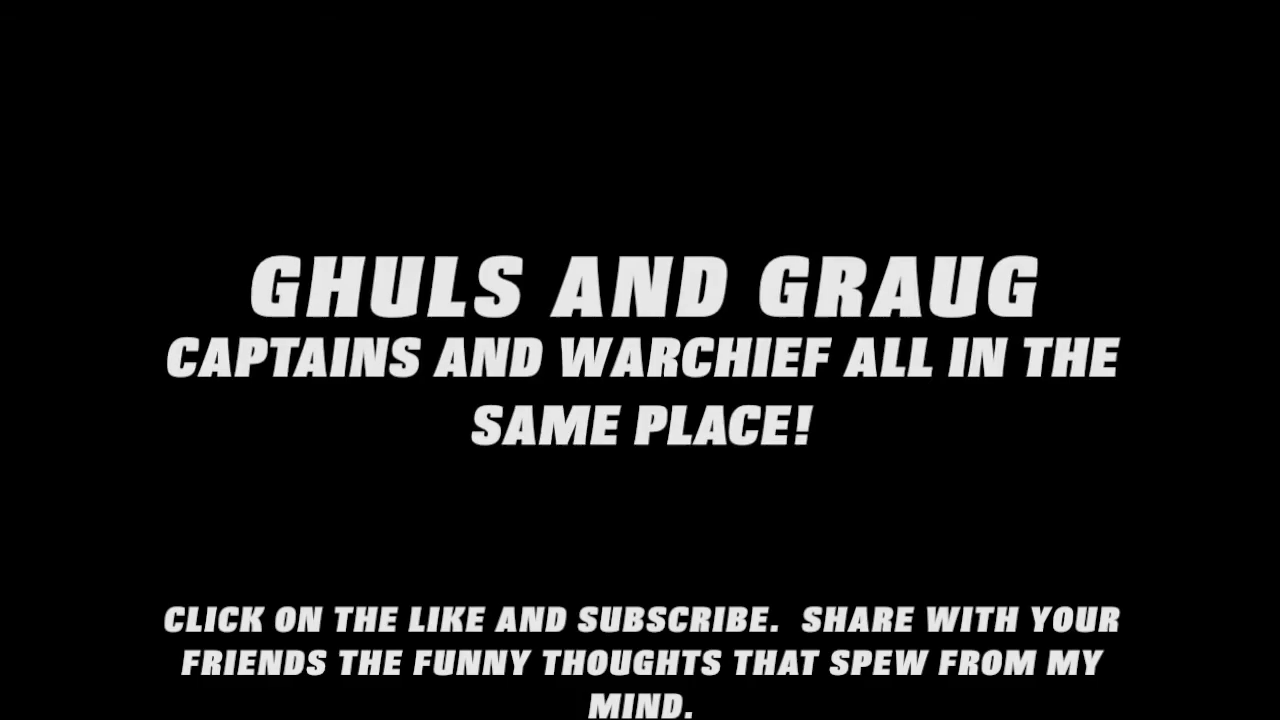 GHULS AND GRAUG
CAPTAINS AND WARCHIEF ALL IN THE
SAME PLACE!
CLICK ON THE LIKE AND SUBSCRIBE.  SHARE WITH YOUR
FRIENDS THE FUNNY THOUGHTS THAT SPEW FROM MY
MIND.